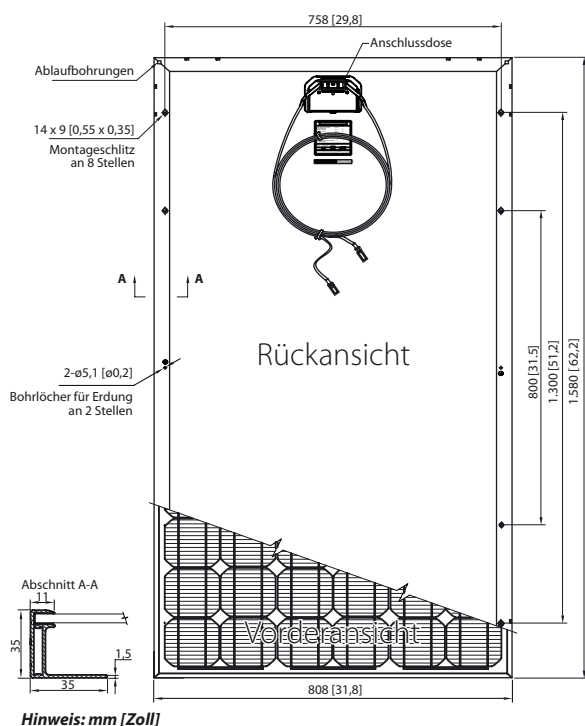 758 [29,8]
Anschlussdose
Ablaufbohrungen
14 x 9 [0,55 x 0,35]
Montageschlitz
an 8 Stellen
A
A
Rückansicht
2-ø5,1 [ø0,2]
Bohrlöcher für Erdung
an 2 Stellen
800 [31.5]
1.300 [51,2]
1.580 [62,2]
Abschnitt A-A
11
35
1,5
35
Vorderansicht
808 [31,8]
Hinweis: mm [Zoll]